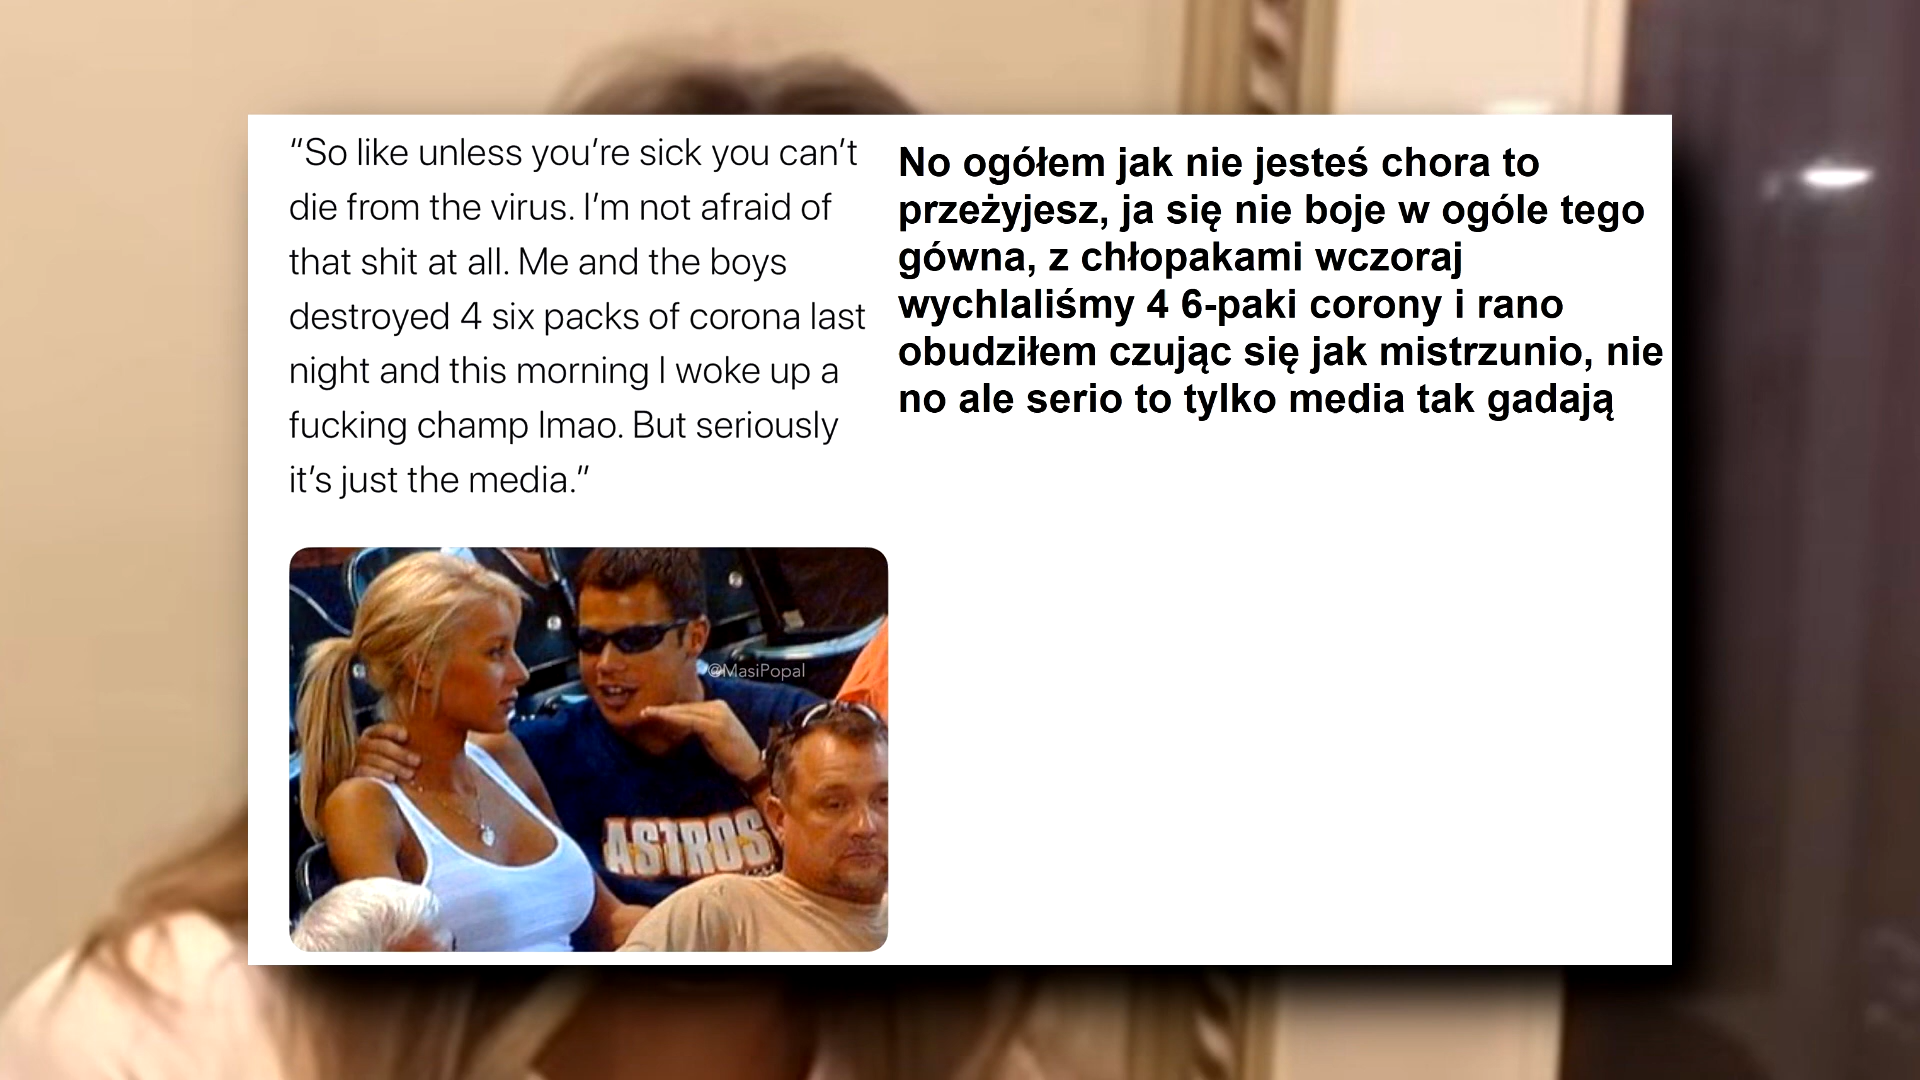 “So like unless you’re sick you can’t
die from the virus. I’m not afraid of
that shit at all. Me and the boys
destroyed 4 six packs of corona last
night and this morning I woke up a
fucking champ lmao. But seriously
it’s just the media.”
No ogółem jak nie jesteś chora to
przeżyjesz, ja się nie boje w ogóle tego
gówna, z chłopakami wczoraj
wychlaliśmy 4 6-paki corony i rano
obudziłem czując się jak mistrzunio, nie
no ale serio to tylko media tak gadają
@MasiPopal
ASTROS